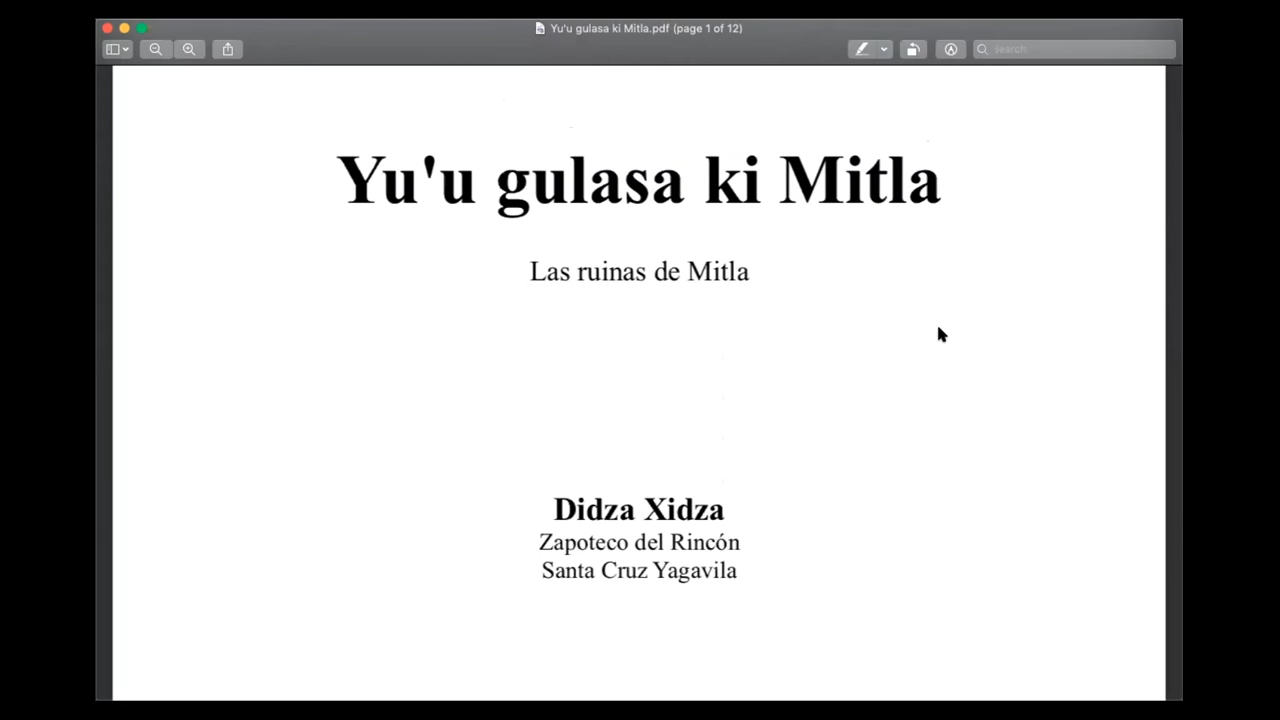 Yu'u gulasa ki Mitla.pdf (page 1 of 12)
Search
Yu'u gulasa ki Mitla
Las ruinas de Mitla
Didza Xidza
Zapoteco del Rincón
Santa Cruz Yagavila